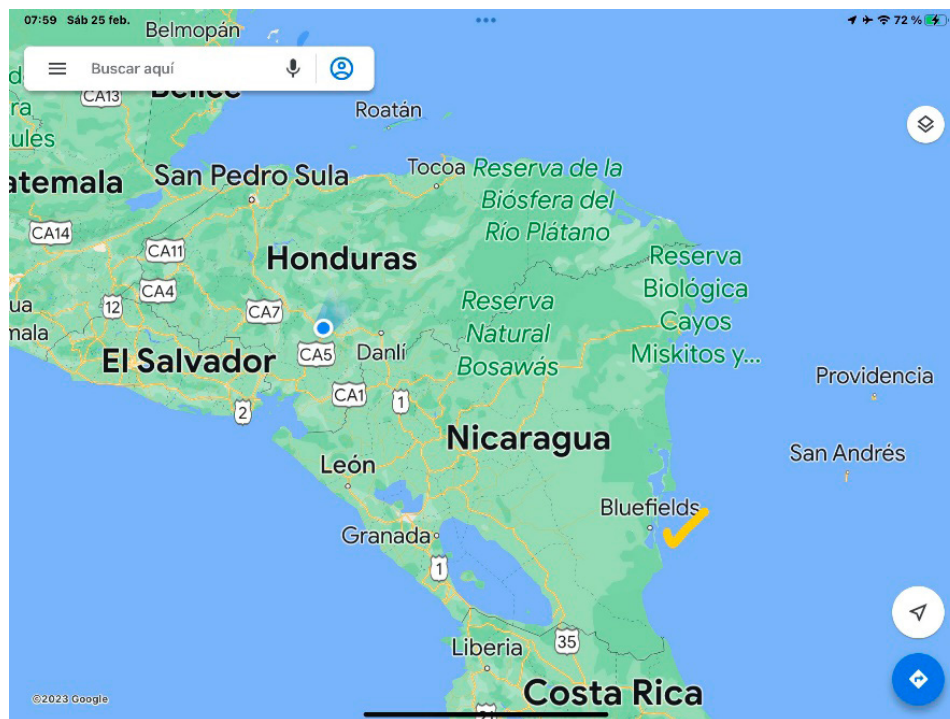 07:59 Sáb 25 feb.
72 %
Belmopán
Buscar aquí
CA13
ules
Roatán
atemala
San Pedro Sula
Tocoa
Reserva de la
Biósfera del
Río Plátano
CA14
CA11
Honduras
Reserva
Biológica
Cayos
Miskitos y...
CA4
12
CA7
Reserva
Natural
Bosawás
ua
mala
El Salvador
CA5
Danlí
Providencia
CA1
1
2
Nicaragua
San Andrés
León
Bluefields
Granada
1
Liberia
35
Costa Rica
©2023 Google